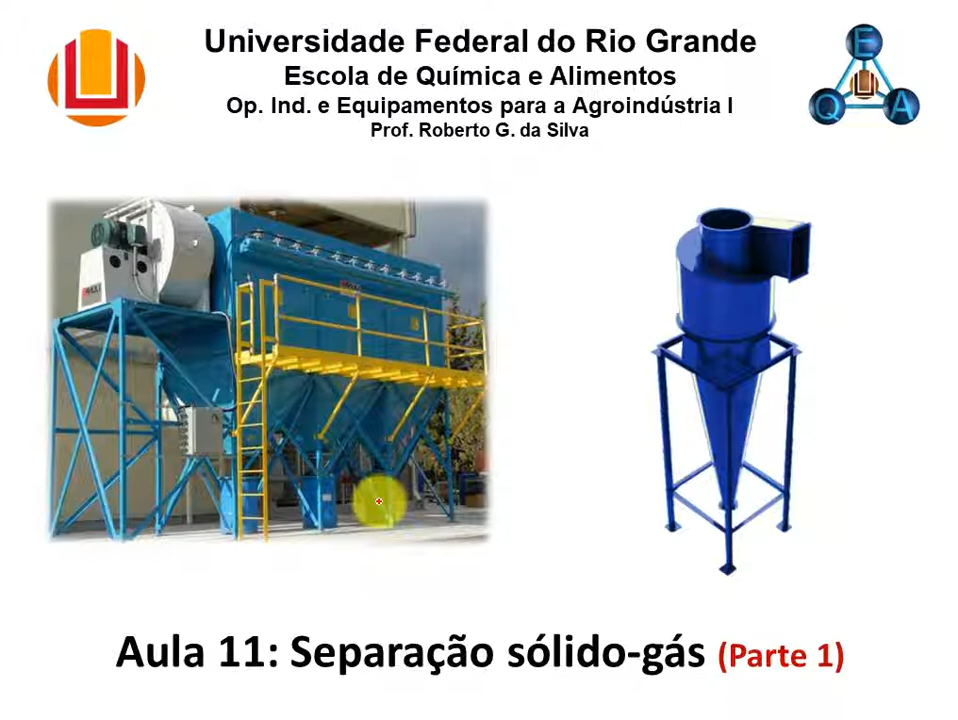 Universidade Federal do Rio Grande
Escola de Química e Alimentos
Op. Ind. e Equipamentos para a Agroindústria I
Prof. Roberto G. da Silva
E
Q A
Aula 11: Separação sólido-gás (Parte 1)